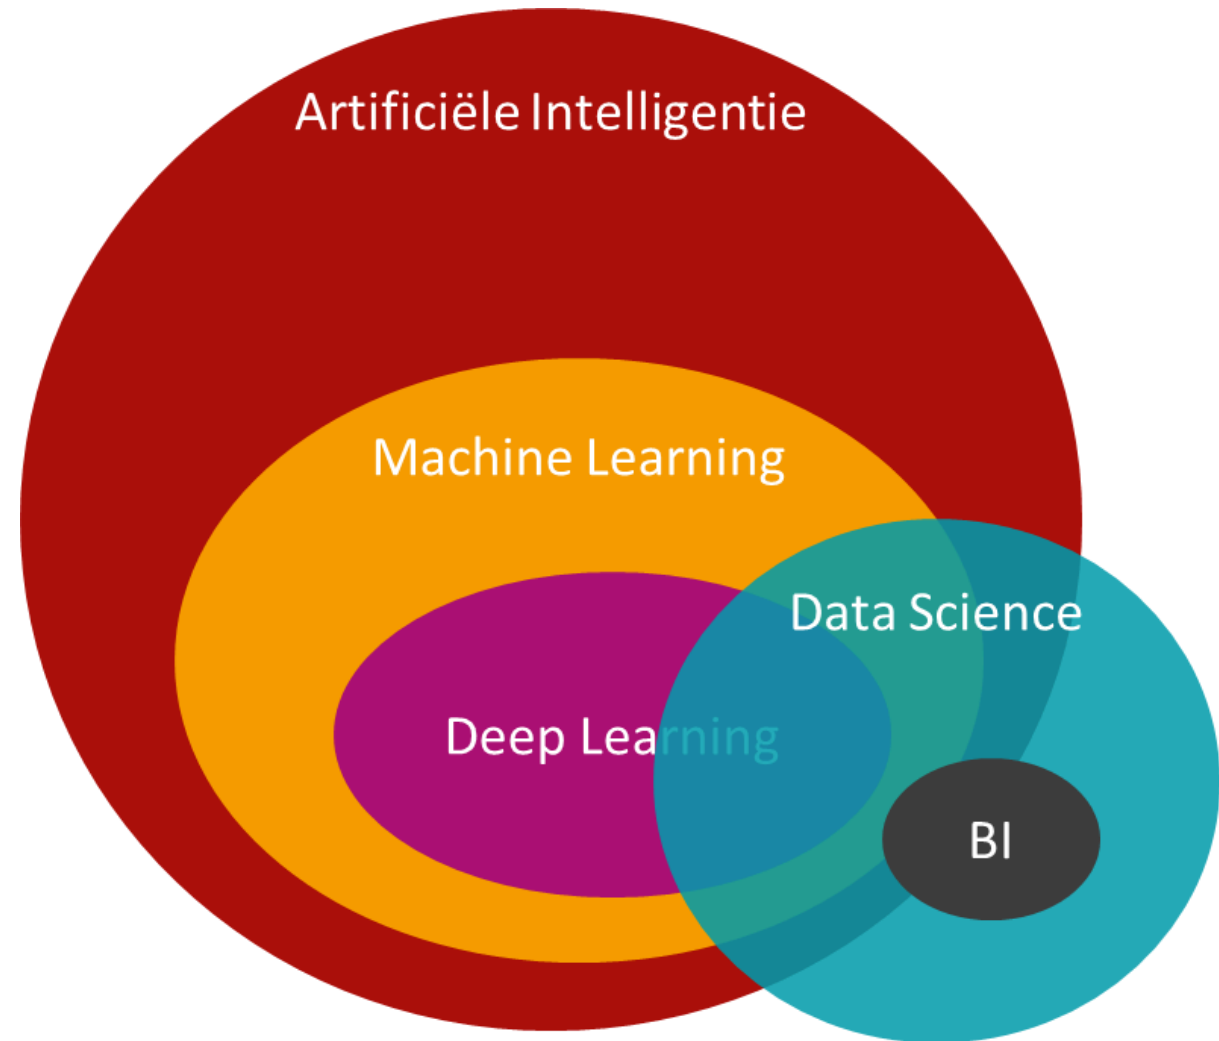 Artificiële Intelligentie
Machine Learning
Data Science
Deep Learning
BI